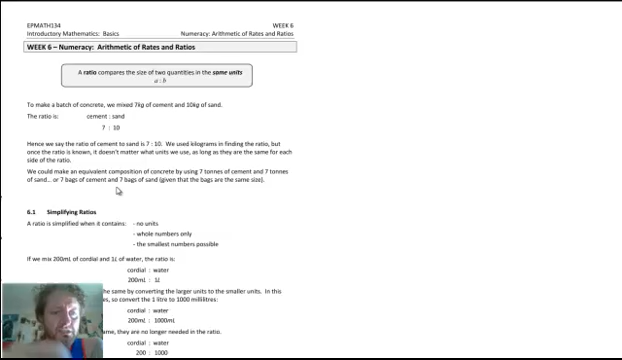 EPMATH134 WEEK 6
Introductory Mathematics: Basics Numeracy: Arithmetic of Rates and Ratios
WEEK 6 – Numeracy: Arithmetic of Rates and Ratios
A ratio compares the size of two quantities in the same units
a : b
To make a batch of concrete, we mixed 7kg of cement and 10kg of sand.
The ratio is: cement : sand
7 : 10
Hence we say the ratio of cement to sand is 7 : 10. We used kilograms in finding the ratio, but
once the ratio is known, it doesn't matter what units we use, as long as they are the same for each
side of the ratio.
We could make an equivalent composition of concrete by using 7 tonnes of cement and 7 tonnes
of sand... or 7 bags of cement and 7 bags of sand (given that the bags are the same size).
6.1 Simplifying Ratios
A ratio is simplified when it contains: - no units
- whole numbers only
- the smallest numbers possible
If we mix 200mL of cordial and 1L of water, the ratio is:
cordial : water
200mL : 1L
he same by converting the larger units to the smaller units. In this
es, so convert the 1 litre to 1000 millilitres:
cordial : water
200mL : 1000mL
ame, they are no longer needed in the ratio.
cordial : water
200 : 1000